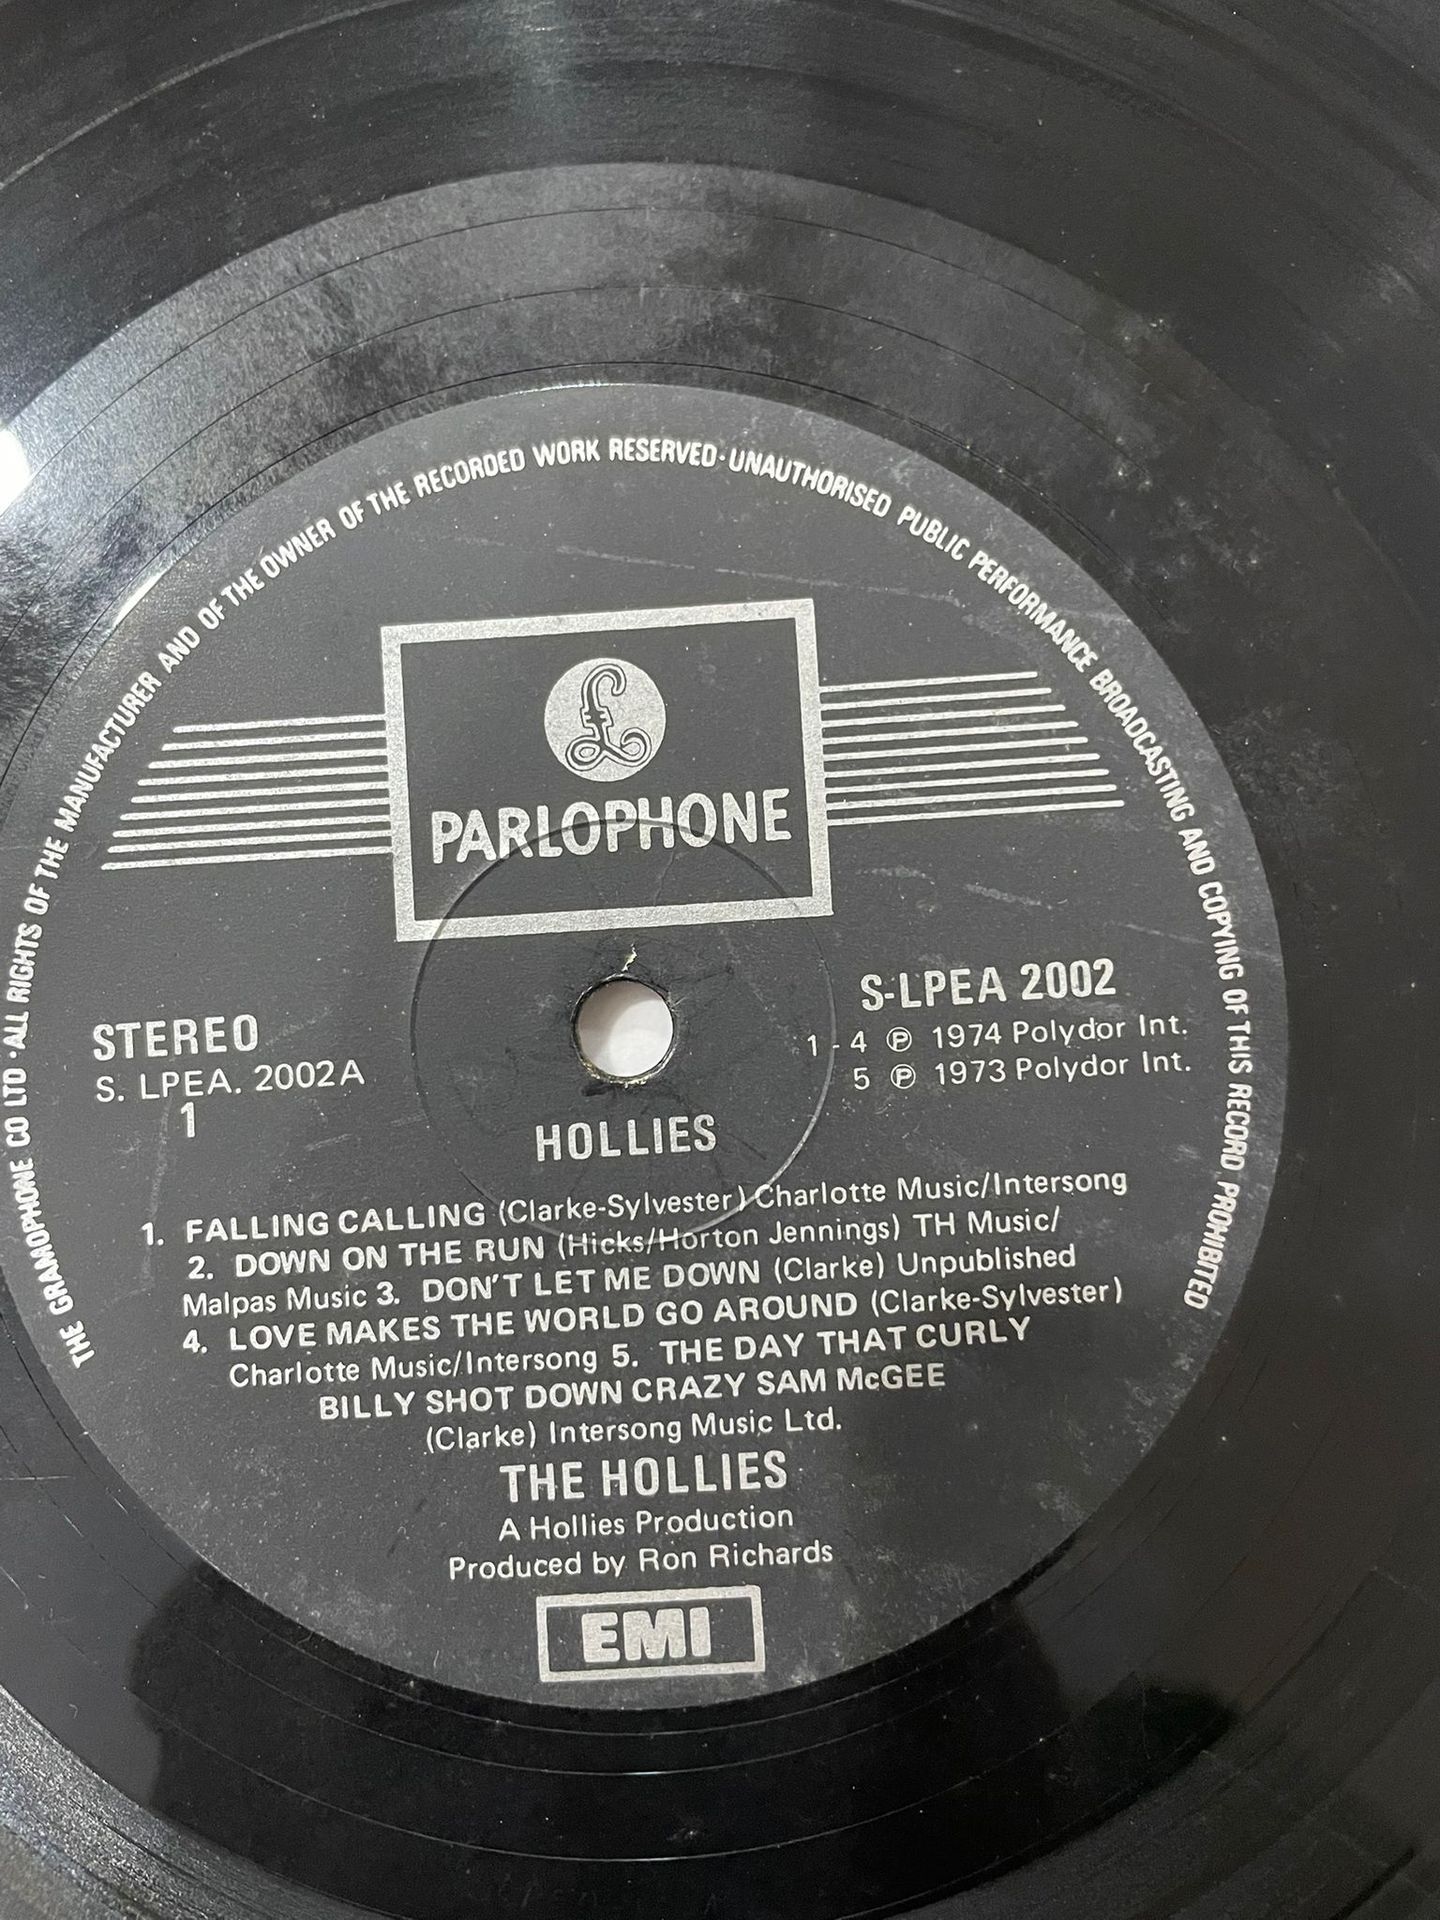 THE GRAMOPHONE CO LTD · ALL RIGHTS OF THE MANUFACTURER AND OF THE OWNER OF THE RECORDED WORK RESERVED · UNAUTHORISED PUBLIC PERFORMANCE BROADCASTING AND COPYING OF THIS RECORD PROHIBITED
£
PARLOPHONE
STEREO
S. LPEA. 2002A
1
S-LPEA 2002
1 - 4 ℗ 1974 Polydor Int.
5 ℗ 1973 Polydor Int.
HOLLIES
1. FALLING CALLING (Clarke-Sylvester) Charlotte Music/Intersong
2. DOWN ON THE RUN (Hicks/Horton Jennings) TH Music/
Malpas Music 3. DON'T LET ME DOWN (Clarke) Unpublished
4. LOVE MAKES THE WORLD GO AROUND (Clarke-Sylvester)
Charlotte Music/Intersong 5. THE DAY THAT CURLY
BILLY SHOT DOWN CRAZY SAM McGEE
(Clarke) Intersong Music Ltd.
THE HOLLIES
A Hollies Production
Produced by Ron Richards
EMI